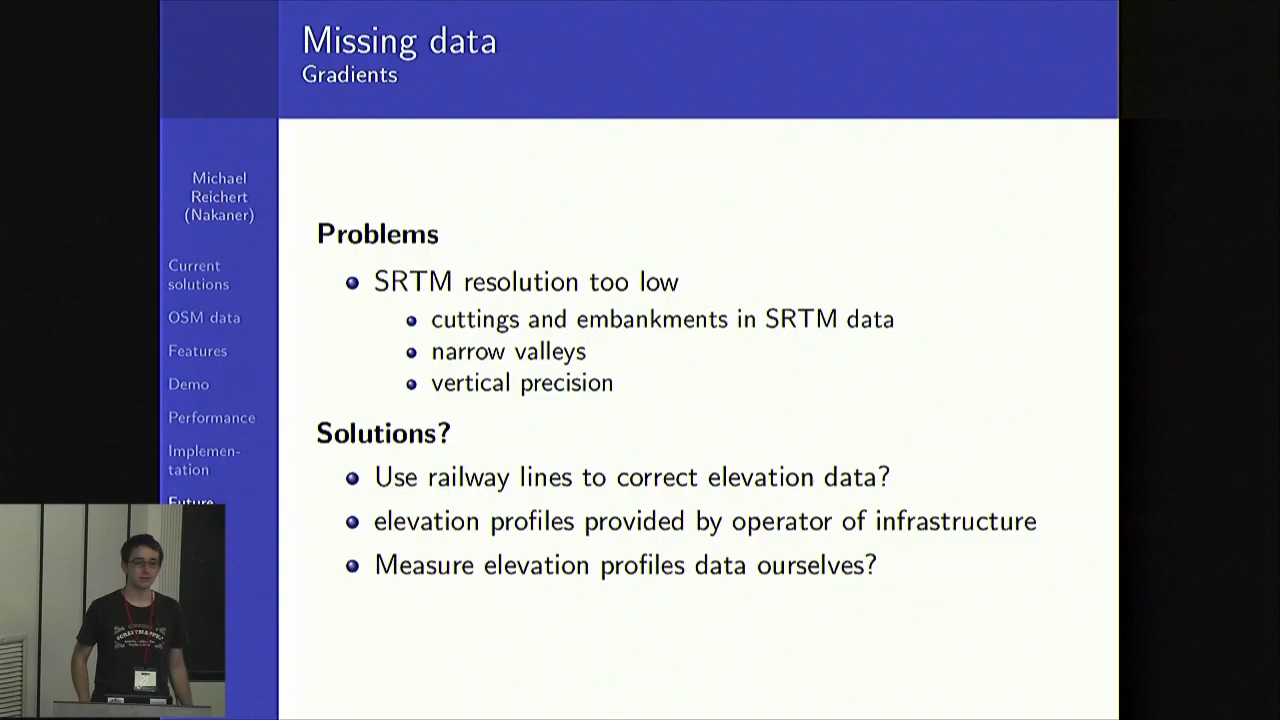 Missing data
Gradients
Michael
Reichert
(Nakaner)
Current
solutions
OSM data
Features
Demo
Performance
Implemen-
tation
Future
Problems
SRTM resolution too low
cuttings and embankments in SRTM data
narrow valleys
vertical precision
Solutions?
Use railway lines to correct elevation data?
elevation profiles provided by operator of infrastructure
Measure elevation profiles data ourselves?